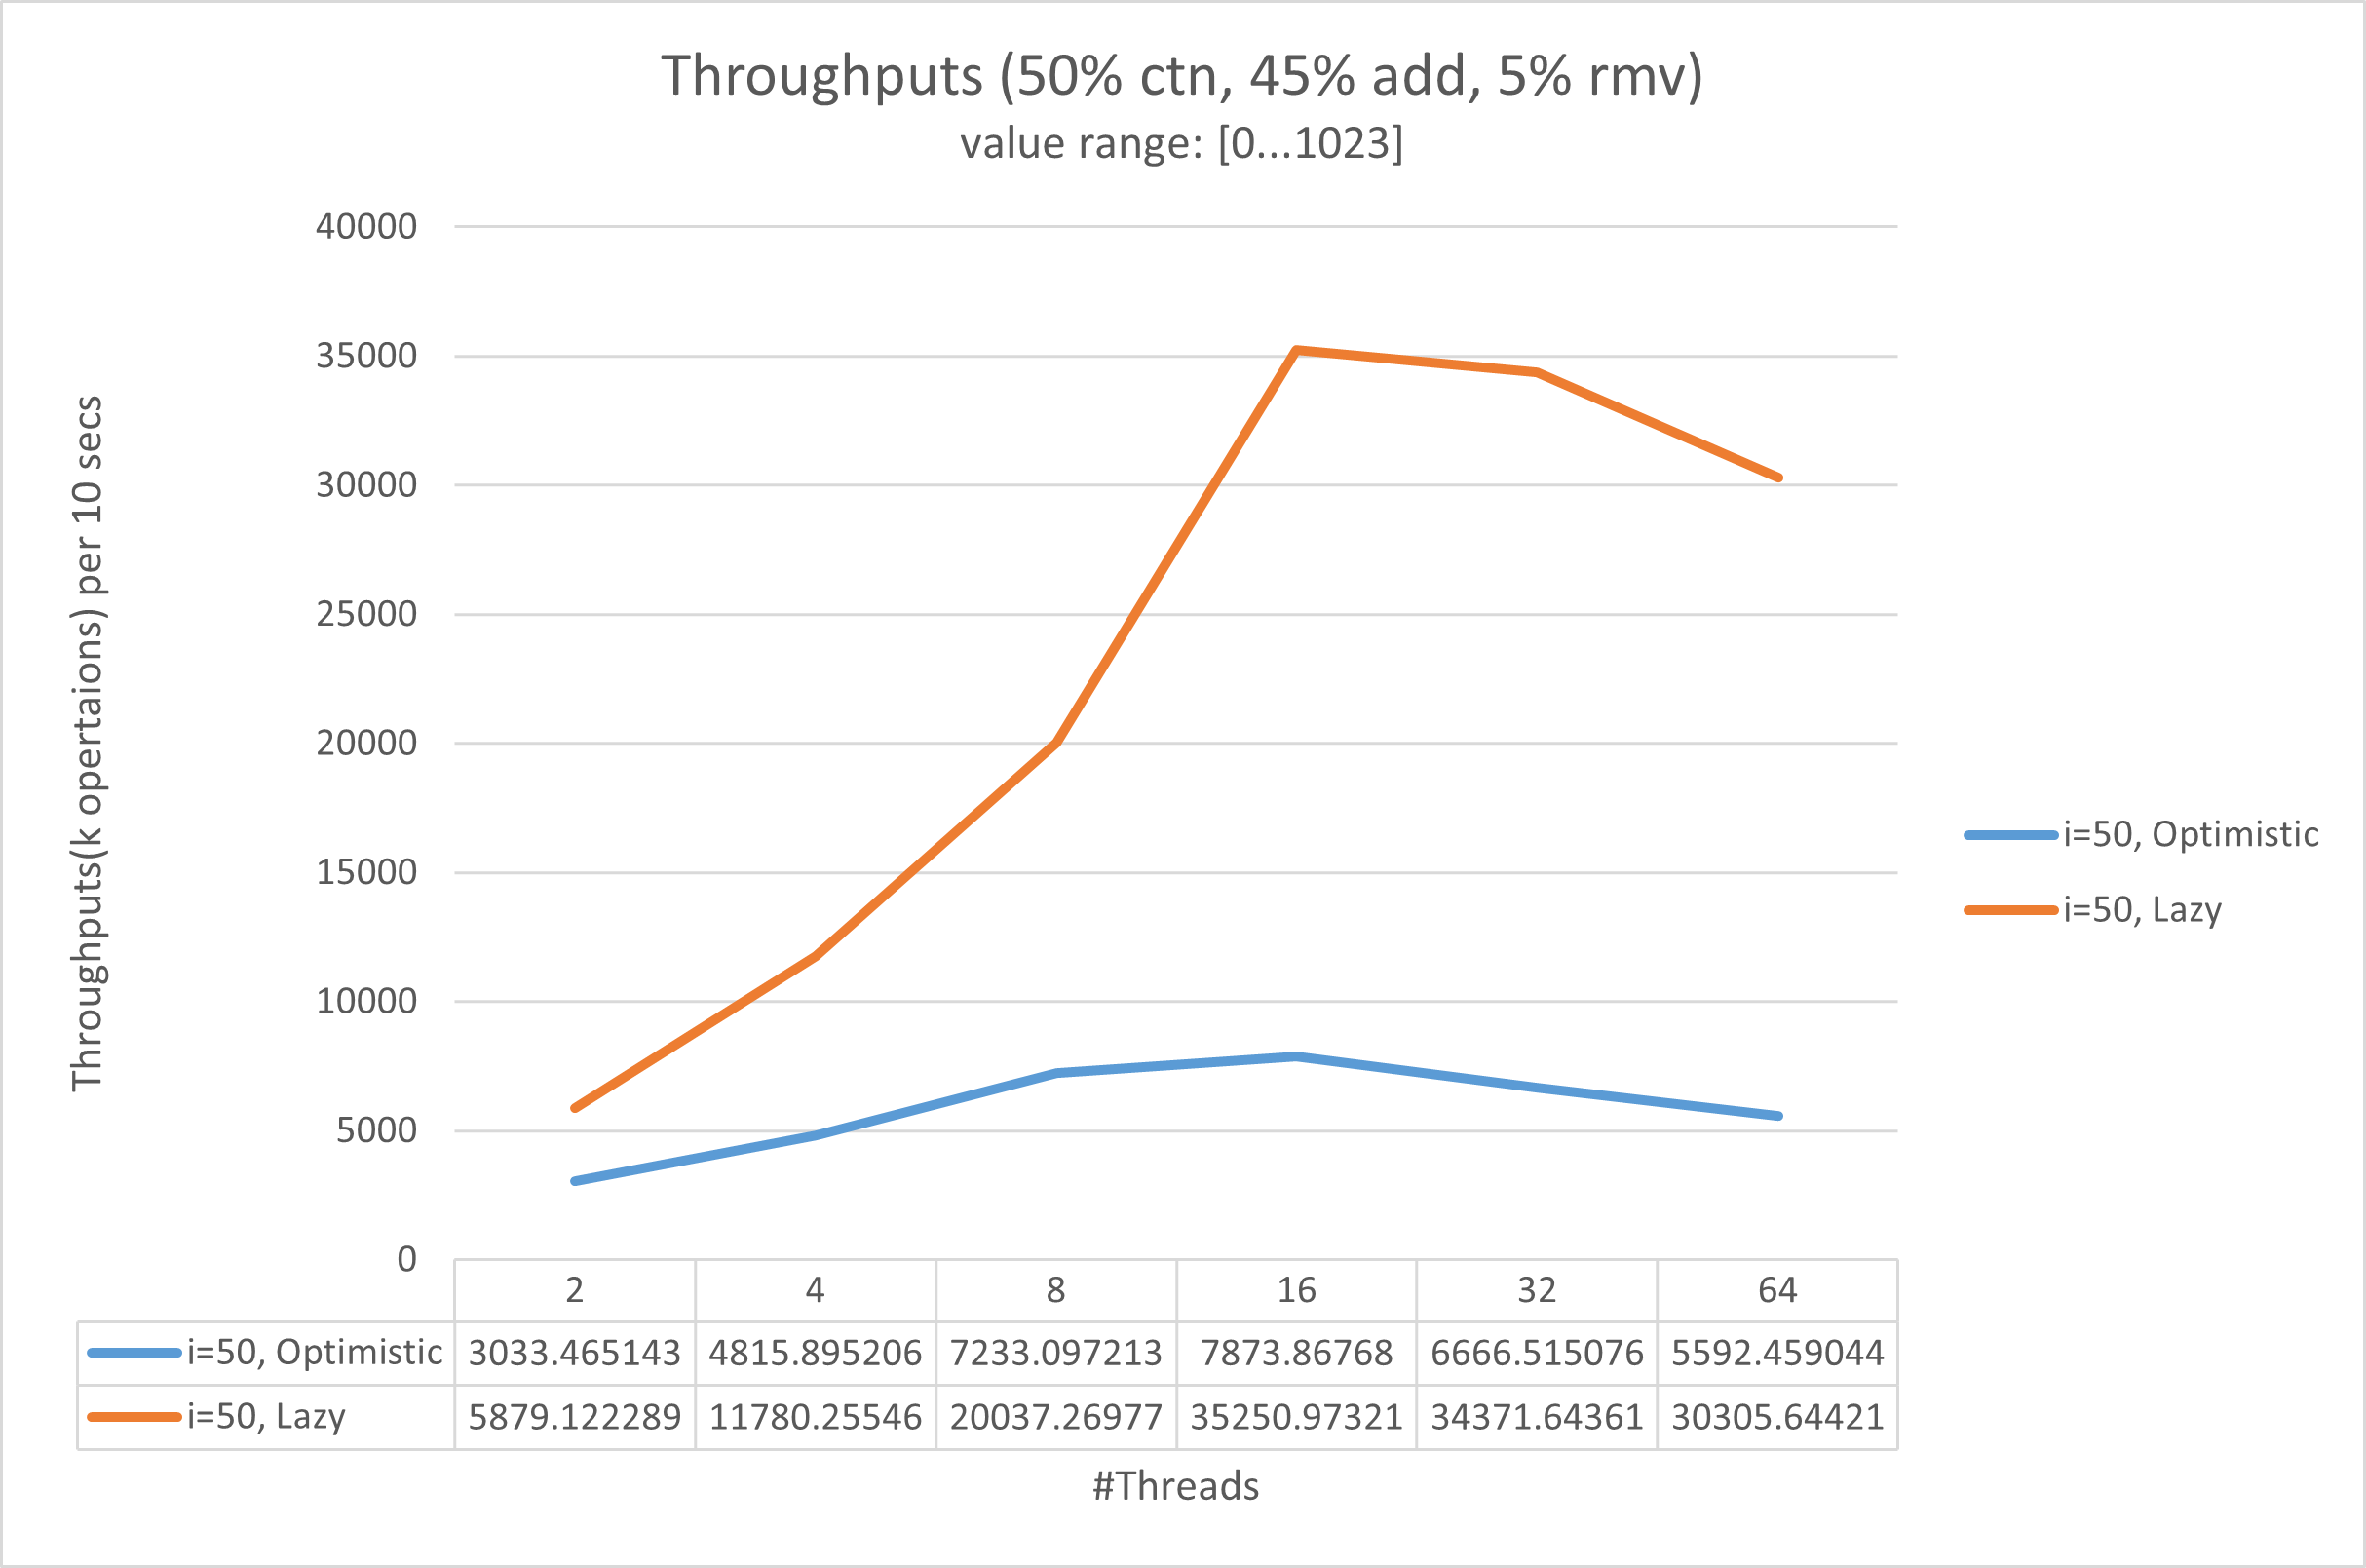 Throughputs (50% ctn, 45% add, 5% rmv)
value range: [0...1023]
Throughputs(k opertaions) per 10 secs
40000
35000
30000
25000
20000
15000
10000
5000
0
i=50, Optimistic
i=50, Lazy
2 4 8 16 32 64
i=50, Optimistic 3033.465143 4815.895206 7233.097213 7873.86768 6666.515076 5592.459044
i=50, Lazy 5879.122289 11780.25546 20037.26977 35250.97321 34371.64361 30305.64421
#Threads